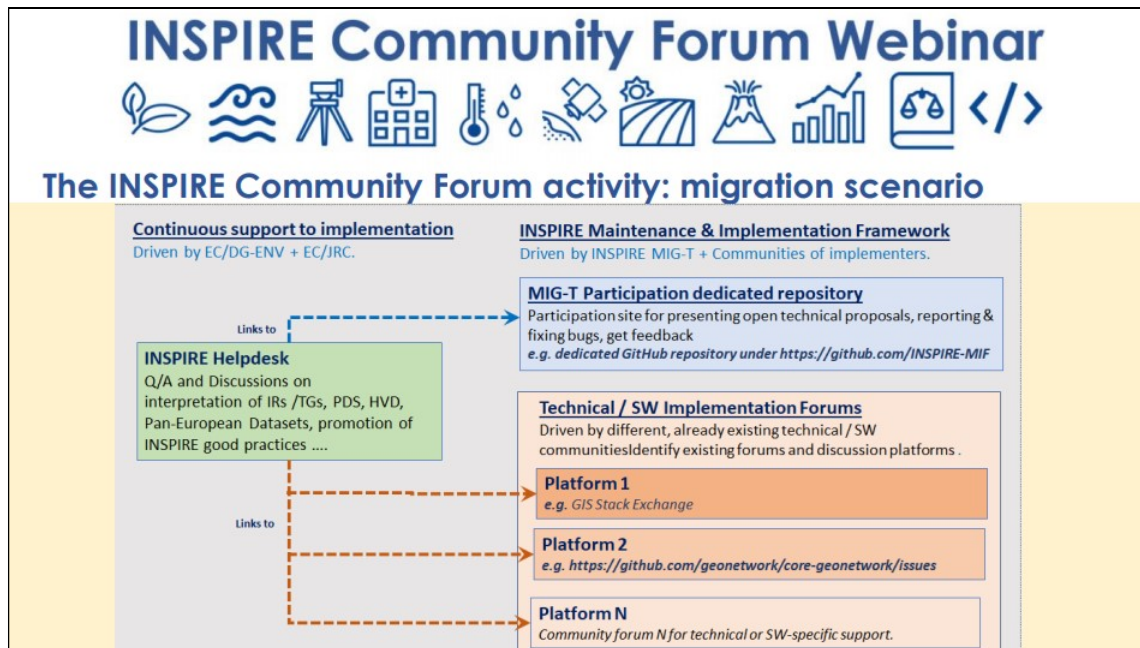 INSPIRE Community Forum Webinar
</>
The INSPIRE Community Forum activity: migration scenario
Continuous support to implementation
Driven by EC/DG-ENV + EC/JRC.
INSPIRE Maintenance & Implementation Framework
Driven by INSPIRE MIG-T + Communities of implementers.
MIG-T Participation dedicated repository
Participation site for presenting open technical proposals, reporting &
fixing bugs, get feedback
e.g. dedicated GitHub repository under https://github.com/INSPIRE-MIF
Links to
INSPIRE Helpdesk
Q/A and Discussions on
interpretation of IRs /TGs, PDS, HVD,
Pan-European Datasets, promotion of
INSPIRE good practices ....
Links to
Technical / SW Implementation Forums
Driven by different, already existing technical / SW
communitiesIdentify existing forums and discussion platforms .
Platform 1
e.g. GIS Stack Exchange
Platform 2
e.g. https://github.com/geonetwork/core-geonetwork/issues
Platform N
Community forum N for technical or SW-specific support.